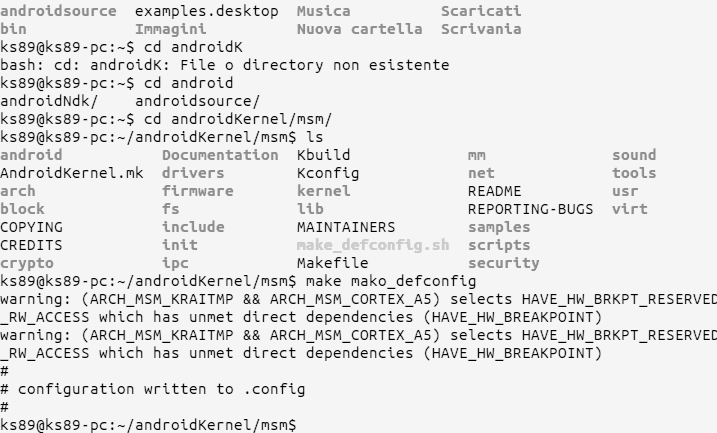 androidsource  examples.desktop  Musica         Scaricati
bin            Immagini          Nuova cartella  Scrivania
ks89@ks89-pc:~$ cd androidK
bash: cd: androidK: File o directory non esistente
ks89@ks89-pc:~$ cd android
androidNdk/    androidsource/
ks89@ks89-pc:~$ cd androidKernel/msm/
ks89@ks89-pc:~/androidKernel/msm$ ls
android            Documentation  Kbuild             mm              sound
AndroidKernel.mk  drivers        Kconfig            net             tools
arch               firmware       kernel             README          usr
block              fs             lib                REPORTING-BUGS  virt
COPYING            include        MAINTAINERS        samples
CREDITS            init           make_defconfig.sh  scripts
crypto             ipc            Makefile           security
ks89@ks89-pc:~/androidKernel/msm$ make mako_defconfig
warning: (ARCH_MSM_KRAITMP && ARCH_MSM_CORTEX_A5) selects HAVE_HW_BRKPT_RESERVED
_RW_ACCESS which has unmet direct dependencies (HAVE_HW_BREAKPOINT)
warning: (ARCH_MSM_KRAITMP && ARCH_MSM_CORTEX_A5) selects HAVE_HW_BRKPT_RESERVED
_RW_ACCESS which has unmet direct dependencies (HAVE_HW_BREAKPOINT)
#
# configuration written to .config
#
ks89@ks89-pc:~/androidKernel/msm$